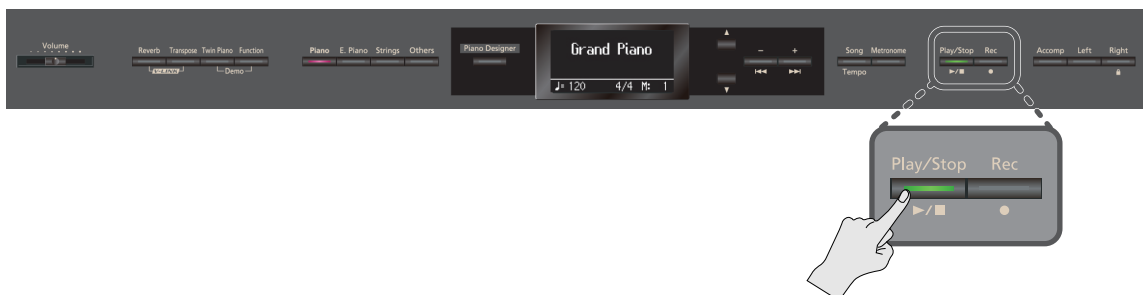 Volume
Reverb Transpose Twin Piano Function
V-LINK
Demo
Piano E. Piano Strings Others
Piano Designer
Grand Piano
♩= 120 4/4 M: 1
▲
▼
- +
⏮ ⏭
Song Metronome
Tempo
Play/Stop Rec
►/■ ●
Accomp Left Right
Play/Stop Rec
►/■ ●